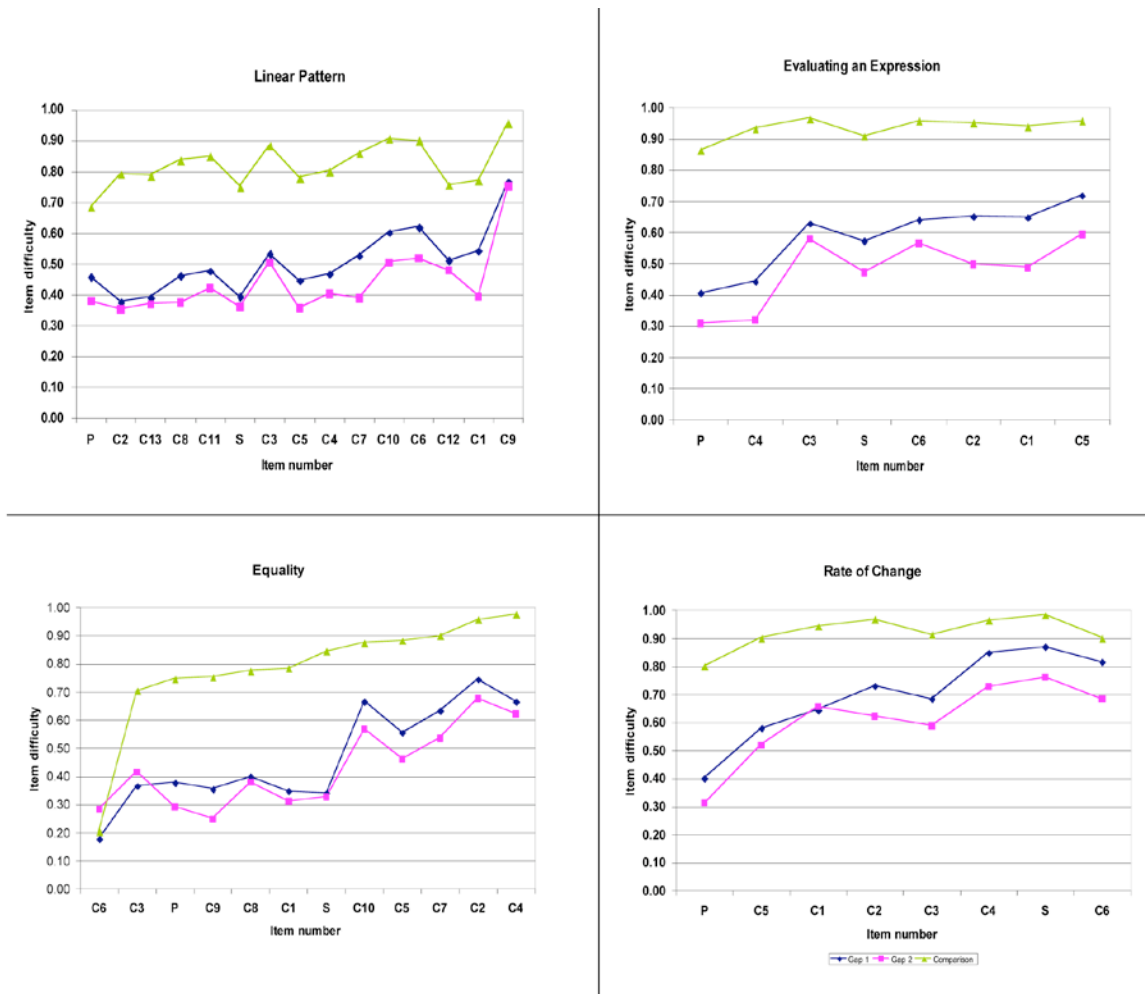 Linear Pattern
1.00
0.90
0.80
0.70
0.60
0.50
0.40
0.30
0.20
0.10
0.00
Item difficulty
P C2 C13 C8 C11 S C3 C5 C4 C7 C10 C6 C12 C1 C9
Item number
Evaluating an Expression
1.00
0.90
0.80
0.70
0.60
0.50
0.40
0.30
0.20
0.10
0.00
Item difficulty
P C4 C3 S C6 C2 C1 C5
Item number
Equality
1.00
0.90
0.80
0.70
0.60
0.50
0.40
0.30
0.20
0.10
0.00
Item difficulty
C6 C3 P C9 C8 C1 S C10 C5 C7 C2 C4
Item number
Rate of Change
1.00
0.90
0.80
0.70
0.60
0.50
0.40
0.30
0.20
0.10
0.00
Item difficulty
P C5 C1 C2 C3 C4 S C6
Item number
Gap 1 Gap 2 Comparison